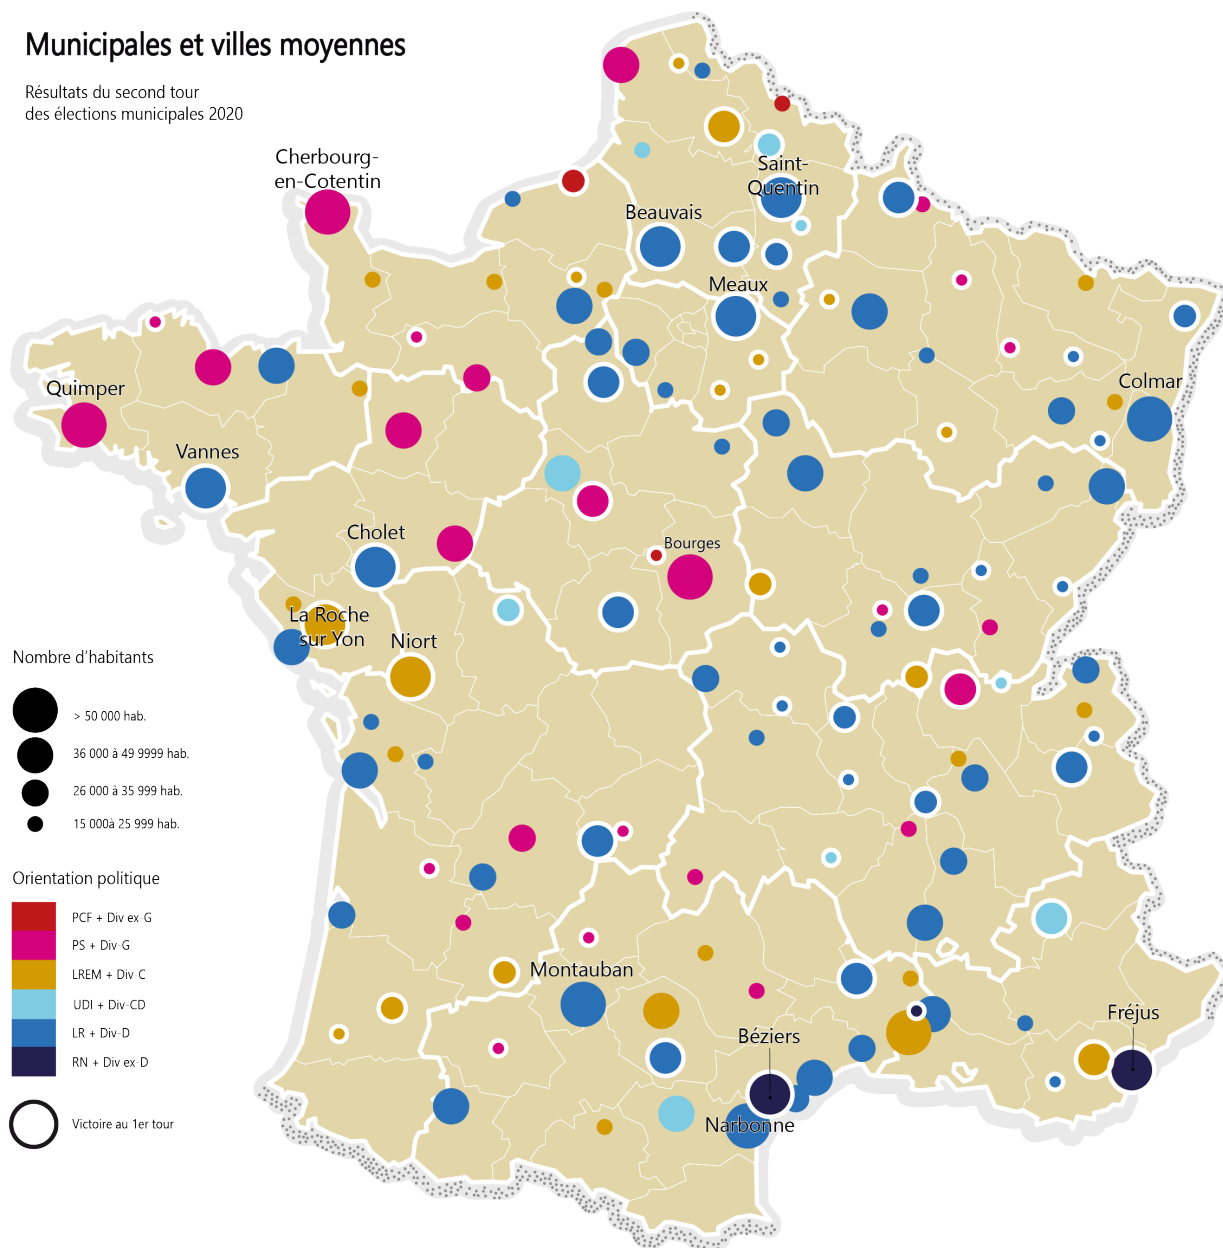 Municipales et villes moyennes
Résultats du second tour
des élections municipales 2020
Cherbourg-
en-Cotentin
Saint-
Quentin
Beauvais
Meaux
Quimper
Colmar
Vannes
Cholet
Bourges
La Roche
sur Yon
Niort
Nombre d'habitants
> 50 000 hab.
36 000 à 49 9999 hab.
26 000 à 35 999 hab.
15 000à 25 999 hab.
Orientation politique
PCF + Div ex-G
PS + Div-G
LREM + Div-C
UDI + Div-CD
LR + Div-D
RN + Div ex-D
Victoire au 1er tour
Montauban
Béziers
Fréjus
Narbonne